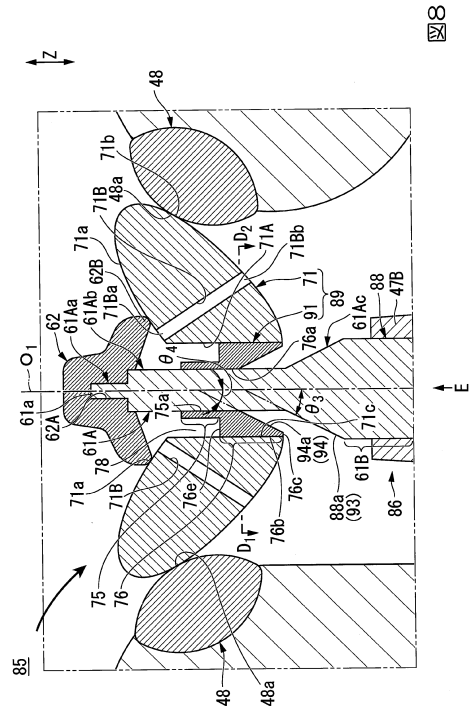 図8
Z
48
71b
48a
71B
71a
62B
71Ba
61Ab
61Aa
62
O₁
61a
62A
61A
78
71a
71B
75
76
85
D₂
71A
71Bb
71
91
89
61Ac
88
47B
76a
θ₄
75a
θ₃
E
71c
94a
(94)
61B
88a
(93)
86
76e
76c
76b
D₁
48
48a